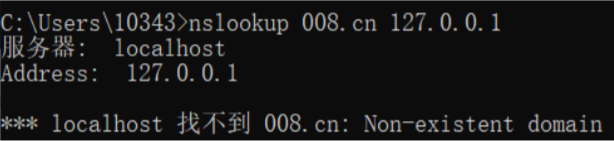 C:\Users\10343>nslookup 008.cn 127.0.0.1
服务器:  localhost
Address:  127.0.0.1

*** localhost 找不到 008.cn: Non-existent domain